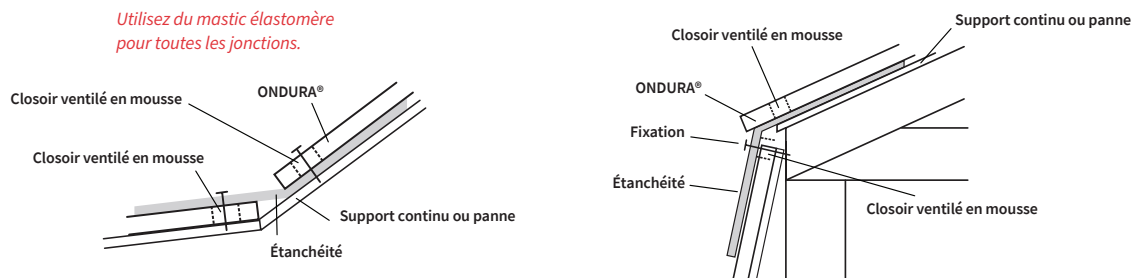 Utilisez du mastic élastomère
pour toutes les jonctions.
Closoir ventilé en mousse
ONDURA®
Closoir ventilé en mousse
Support continu ou panne
Étanchéité
Support continu ou panne
Closoir ventilé en mousse
ONDURA®
Fixation
Étanchéité
Closoir ventilé en mousse